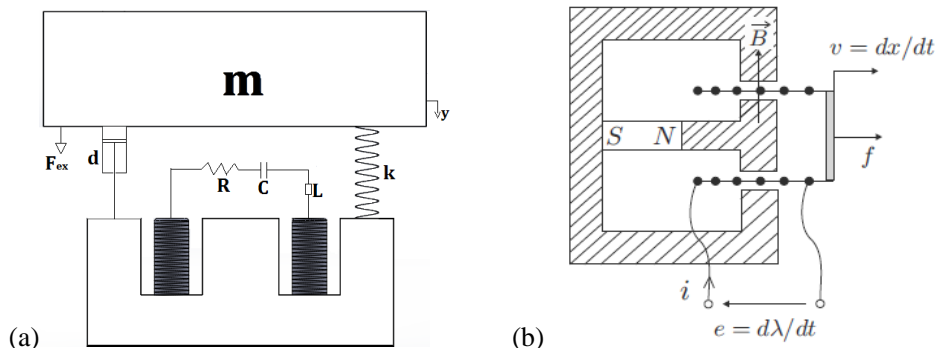 m
y
F_ex
d
R
C
L
k
(a)
B⃗
v = dx/dt
S N
f
i
e = dλ/dt
(b)